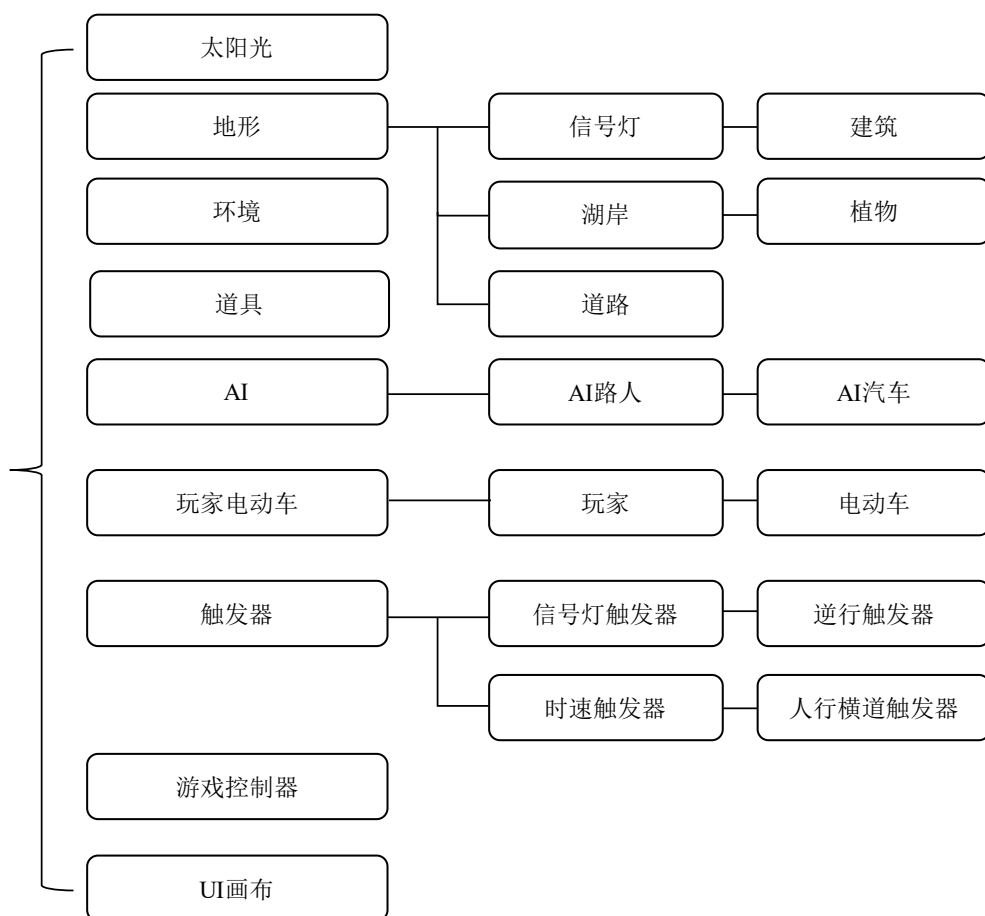 太阳光
地形
信号灯
建筑
环境
湖岸
植物
道具
道路
AI
AI路人
AI汽车
玩家电动车
玩家
电动车
触发器
信号灯触发器
逆行触发器
时速触发器
人行横道触发器
游戏控制器
UI画布